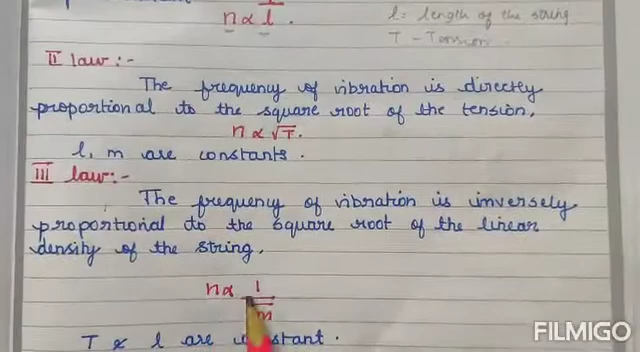 n ∝ 1/l.
l = length of the string
T - Tension.
II law :-
The frequency of vibration is directly
proportional to the square root of the tension.
n ∝ √T.
l, m are constants.
III law :-
The frequency of vibration is inversely
proportional to the square root of the linear
density of the string.
n ∝ 1/√m
T & l are constant.
FILMIGO